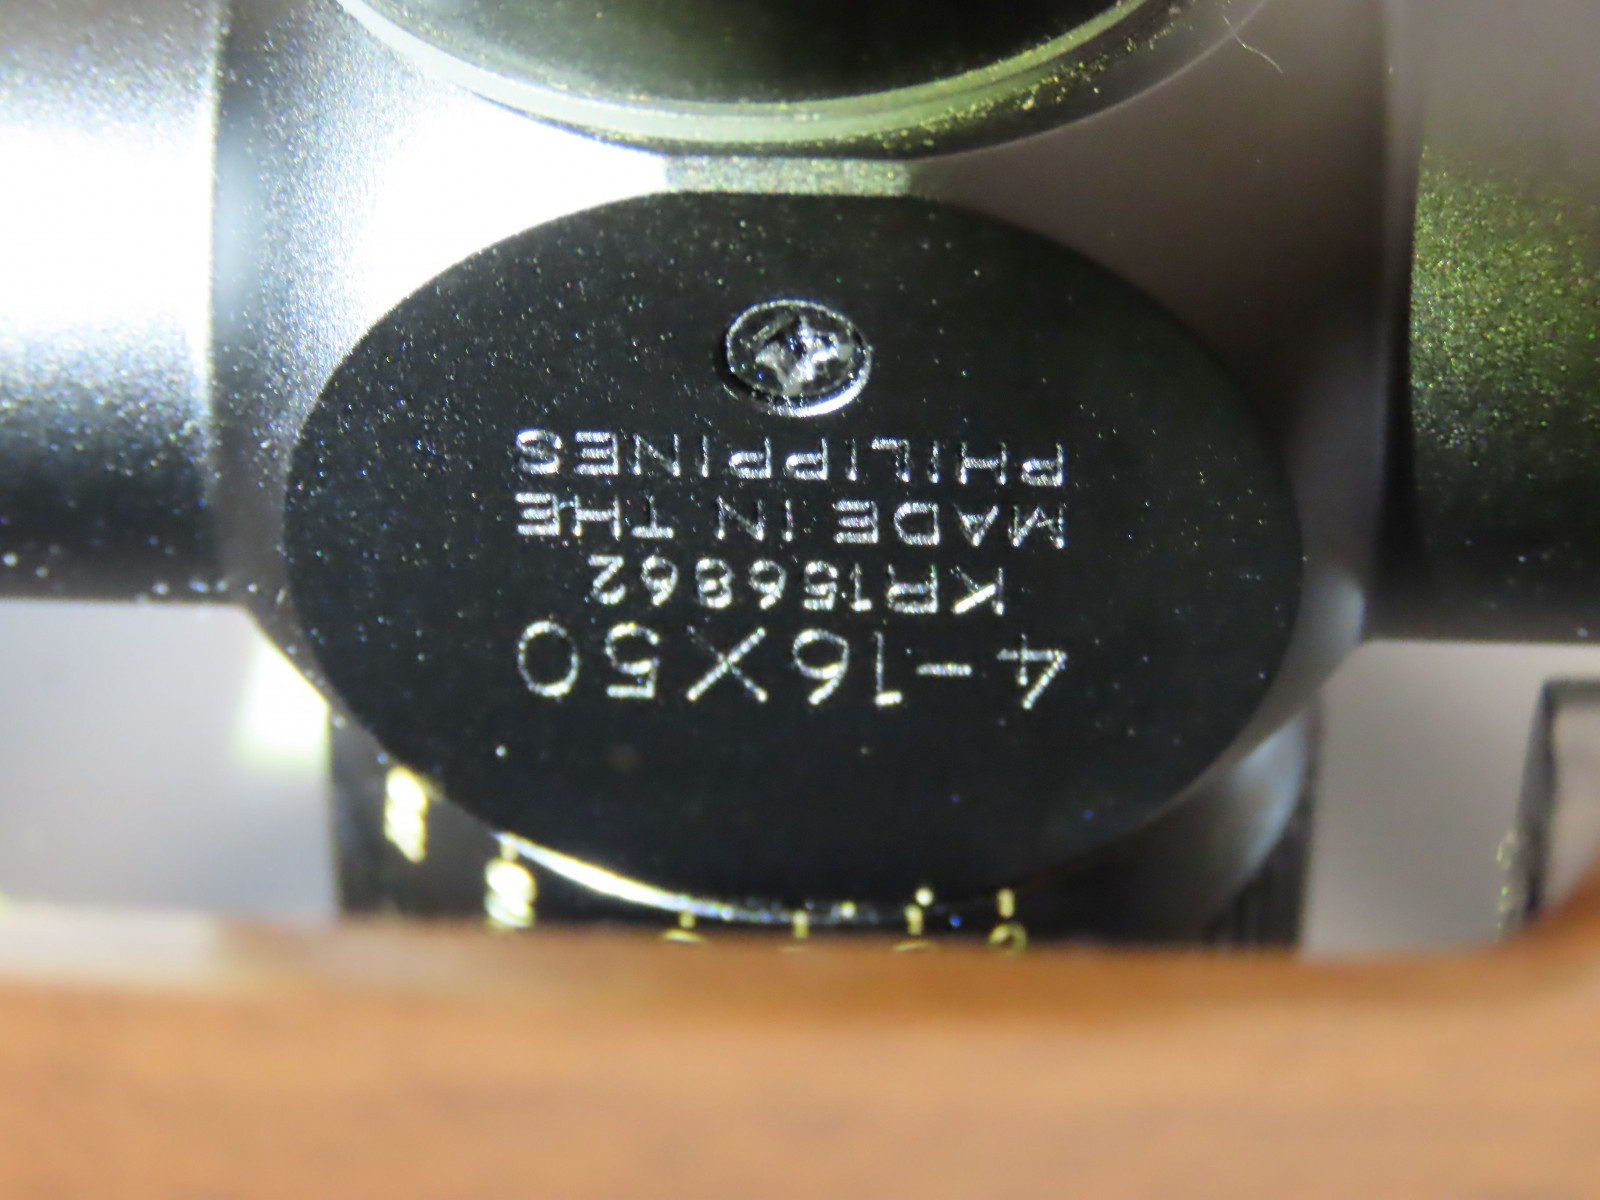 4-16X50
KR156862
MADE IN THE
PHILIPPINES